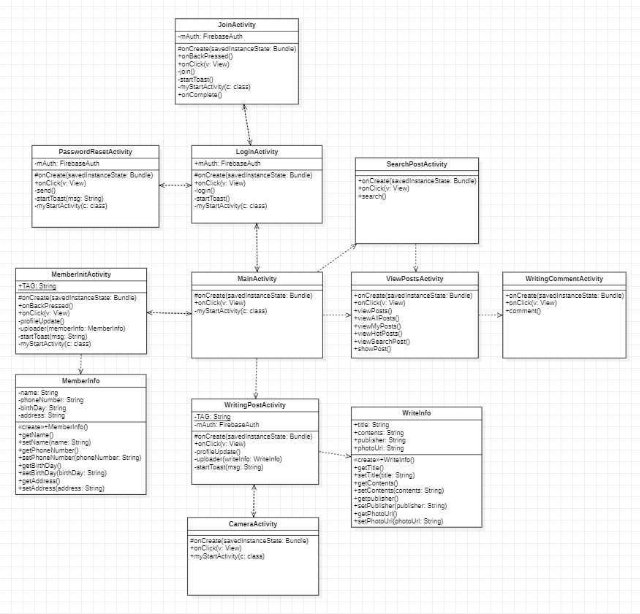 JoinActivity
-mAuth: FirebaseAuth
#onCreate(savedInstanceState: Bundle)
+onBackPressed()
+onClick(v: View)
-join()
-startToast()
-myStartActivity(c: class)
+onComplete()
PasswordResetActivity
-mAuth: FirebaseAuth
#onCreate(savedInstanceState: Bundle)
+onClick(v: View)
-send()
-startToast(msg: String)
-myStartActivity(c: class)
LoginActivity
+mAuth: FirebaseAuth
#onCreate(savedInstanceState: Bundle)
+onClick(v: View)
-login()
-startToast()
-myStartActivity(c: class)
SearchPostActivity
+onCreate(savedInstanceState: Bundle)
+onClick(v: View)
+search()
MemberInitActivity
+TAG: String
#onCreate(savedInstanceState: Bundle)
+onBackPressed()
+onClick(v: View)
-profileUpdate()
-uploader(memberInfo: MemberInfo)
-startToast(msg: String)
-myStartActivity(c: class)
MainActivity
#onCreate(savedInstanceState: Bundle)
+onClick(v: View)
-myStartActivity(c: class)
ViewPostsActivity
+onCreate(savedInstanceState: Bundle)
+onClick(v: View)
+viewPosts()
+viewAllPosts()
+viewMyPosts()
+viewHotPosts()
+viewSearchPost()
+showPost()
WritingCommentActivity
+onCreate(savedInstanceState: Bundle)
+onClick(v: View)
+comment()
MemberInfo
-name: String
-phoneNumber: String
-birthDay: String
-address: String
«create»+MemberInfo()
+getName()
+setName(name: String)
+getPhoneNumber()
+setPhoneNumber(phoneNumber: String)
+getBirthDay()
+setBirthDay(birthDay: String)
+getAddress()
+setAddress(address: String)
WritingPostActivity
-TAG: String
-mAuth: FirebaseAuth
#onCreate(savedInstanceState: Bundle)
+onClick(v: View)
-profileUpdate()
-uploader(writeInfo: WriteInfo)
-startToast(msg: String)
WriteInfo
+title: String
+contents: String
+publisher: String
+photoUrl: String
«create»+WriteInfo()
+getTitle()
+setTitle(title: String)
+getContents()
+setContents(contents: String)
+getpublisher()
+setPublisher(publisher: String)
+getPhotoUrl()
+setPhotoUrl(photoUrl: String)
CameraActivity
#onCreate(savedInstanceState: Bundle)
+onClick(v: View)
+myStartActivity(c: class)